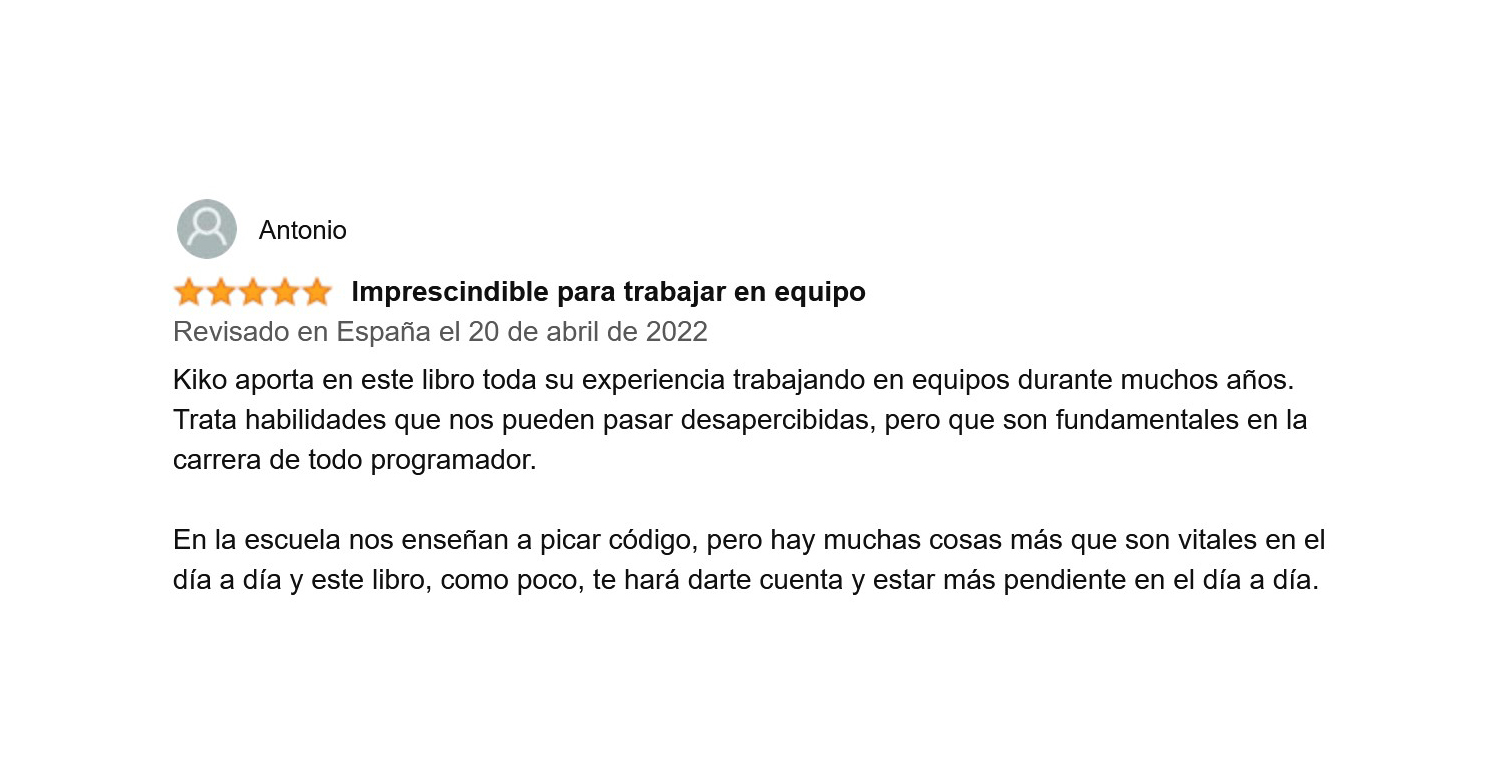 Antonio
Imprescindible para trabajar en equipo
Revisado en España el 20 de abril de 2022
Kiko aporta en este libro toda su experiencia trabajando en equipos durante muchos años.
Trata habilidades que nos pueden pasar desapercibidas, pero que son fundamentales en la
carrera de todo programador.

En la escuela nos enseñan a picar código, pero hay muchas cosas más que son vitales en el
día a día y este libro, como poco, te hará darte cuenta y estar más pendiente en el día a día.